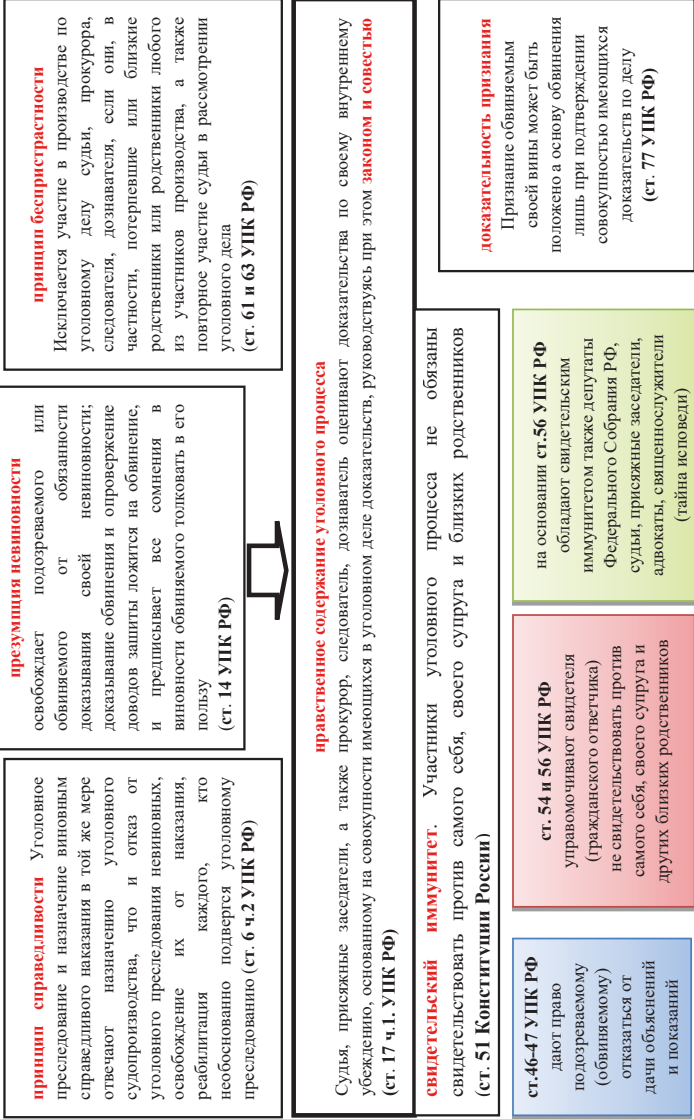 принцип справедливости Уголовное
преследование и назначение виновным
справедливого наказания в той же мере
отвечают назначению уголовного
судопроизводства, что и отказ от
уголовного преследования невиновных,
освобождение их от наказания,
реабилитация каждого, кто
необоснованно подвергся уголовному
преследованию (ст. 6 ч.2 УПК РФ)
презумпция невиновности
освобождает подозреваемого или
обвиняемого от обязанности
доказывания своей невиновности;
доказывание обвинения и опровержение
доводов защиты ложится на обвинение,
и предписывает все сомнения в
виновности обвиняемого толковать в его
пользу
(ст. 14 УПК РФ)
принцип беспристрастности
Исключается участие в производстве по
уголовному делу судьи, прокурора,
следователя, дознавателя, если они, в
частности, потерпевшие или близкие
родственники или родственники любого
из участников производства, а также
повторное участие судьи в рассмотрении
уголовного дела
(ст. 61 и 63 УПК РФ)
нравственное содержание уголовного процесса
Судья, присяжные заседатели, а также прокурор, следователь, дознаватель оценивают доказательства по своему внутреннему
убеждению, основанному на совокупности имеющихся в уголовном деле доказательств, руководствуясь при этом законом и совестью
(ст. 17 ч.1. УПК РФ)
свидетельский иммунитет. Участники уголовного процесса не обязаны
свидетельствовать против самого себя, своего супруга и близких родственников
(ст. 51 Конституции России)
ст.46-47 УПК РФ
дают право
подозреваемому
(обвиняемому)
отказаться от
дачи объяснений
и показаний
ст. 54 и 56 УПК РФ
управомочивают свидетеля
(гражданского ответчика)
не свидетельствовать против
самого себя, своего супруга и
других близких родственников
на основании ст.56 УПК РФ
обладают свидетельским
иммунитетом также депутаты
Федерального Собрания РФ,
судьи, присяжные заседатели,
адвокаты, священнослужители
(тайна исповеди)
доказательность признания
Признание обвиняемым
своей вины может быть
положено а основу обвинения
лишь при подтверждении
совокупностью имеющихся
доказательств по делу
(ст. 77 УПК РФ)